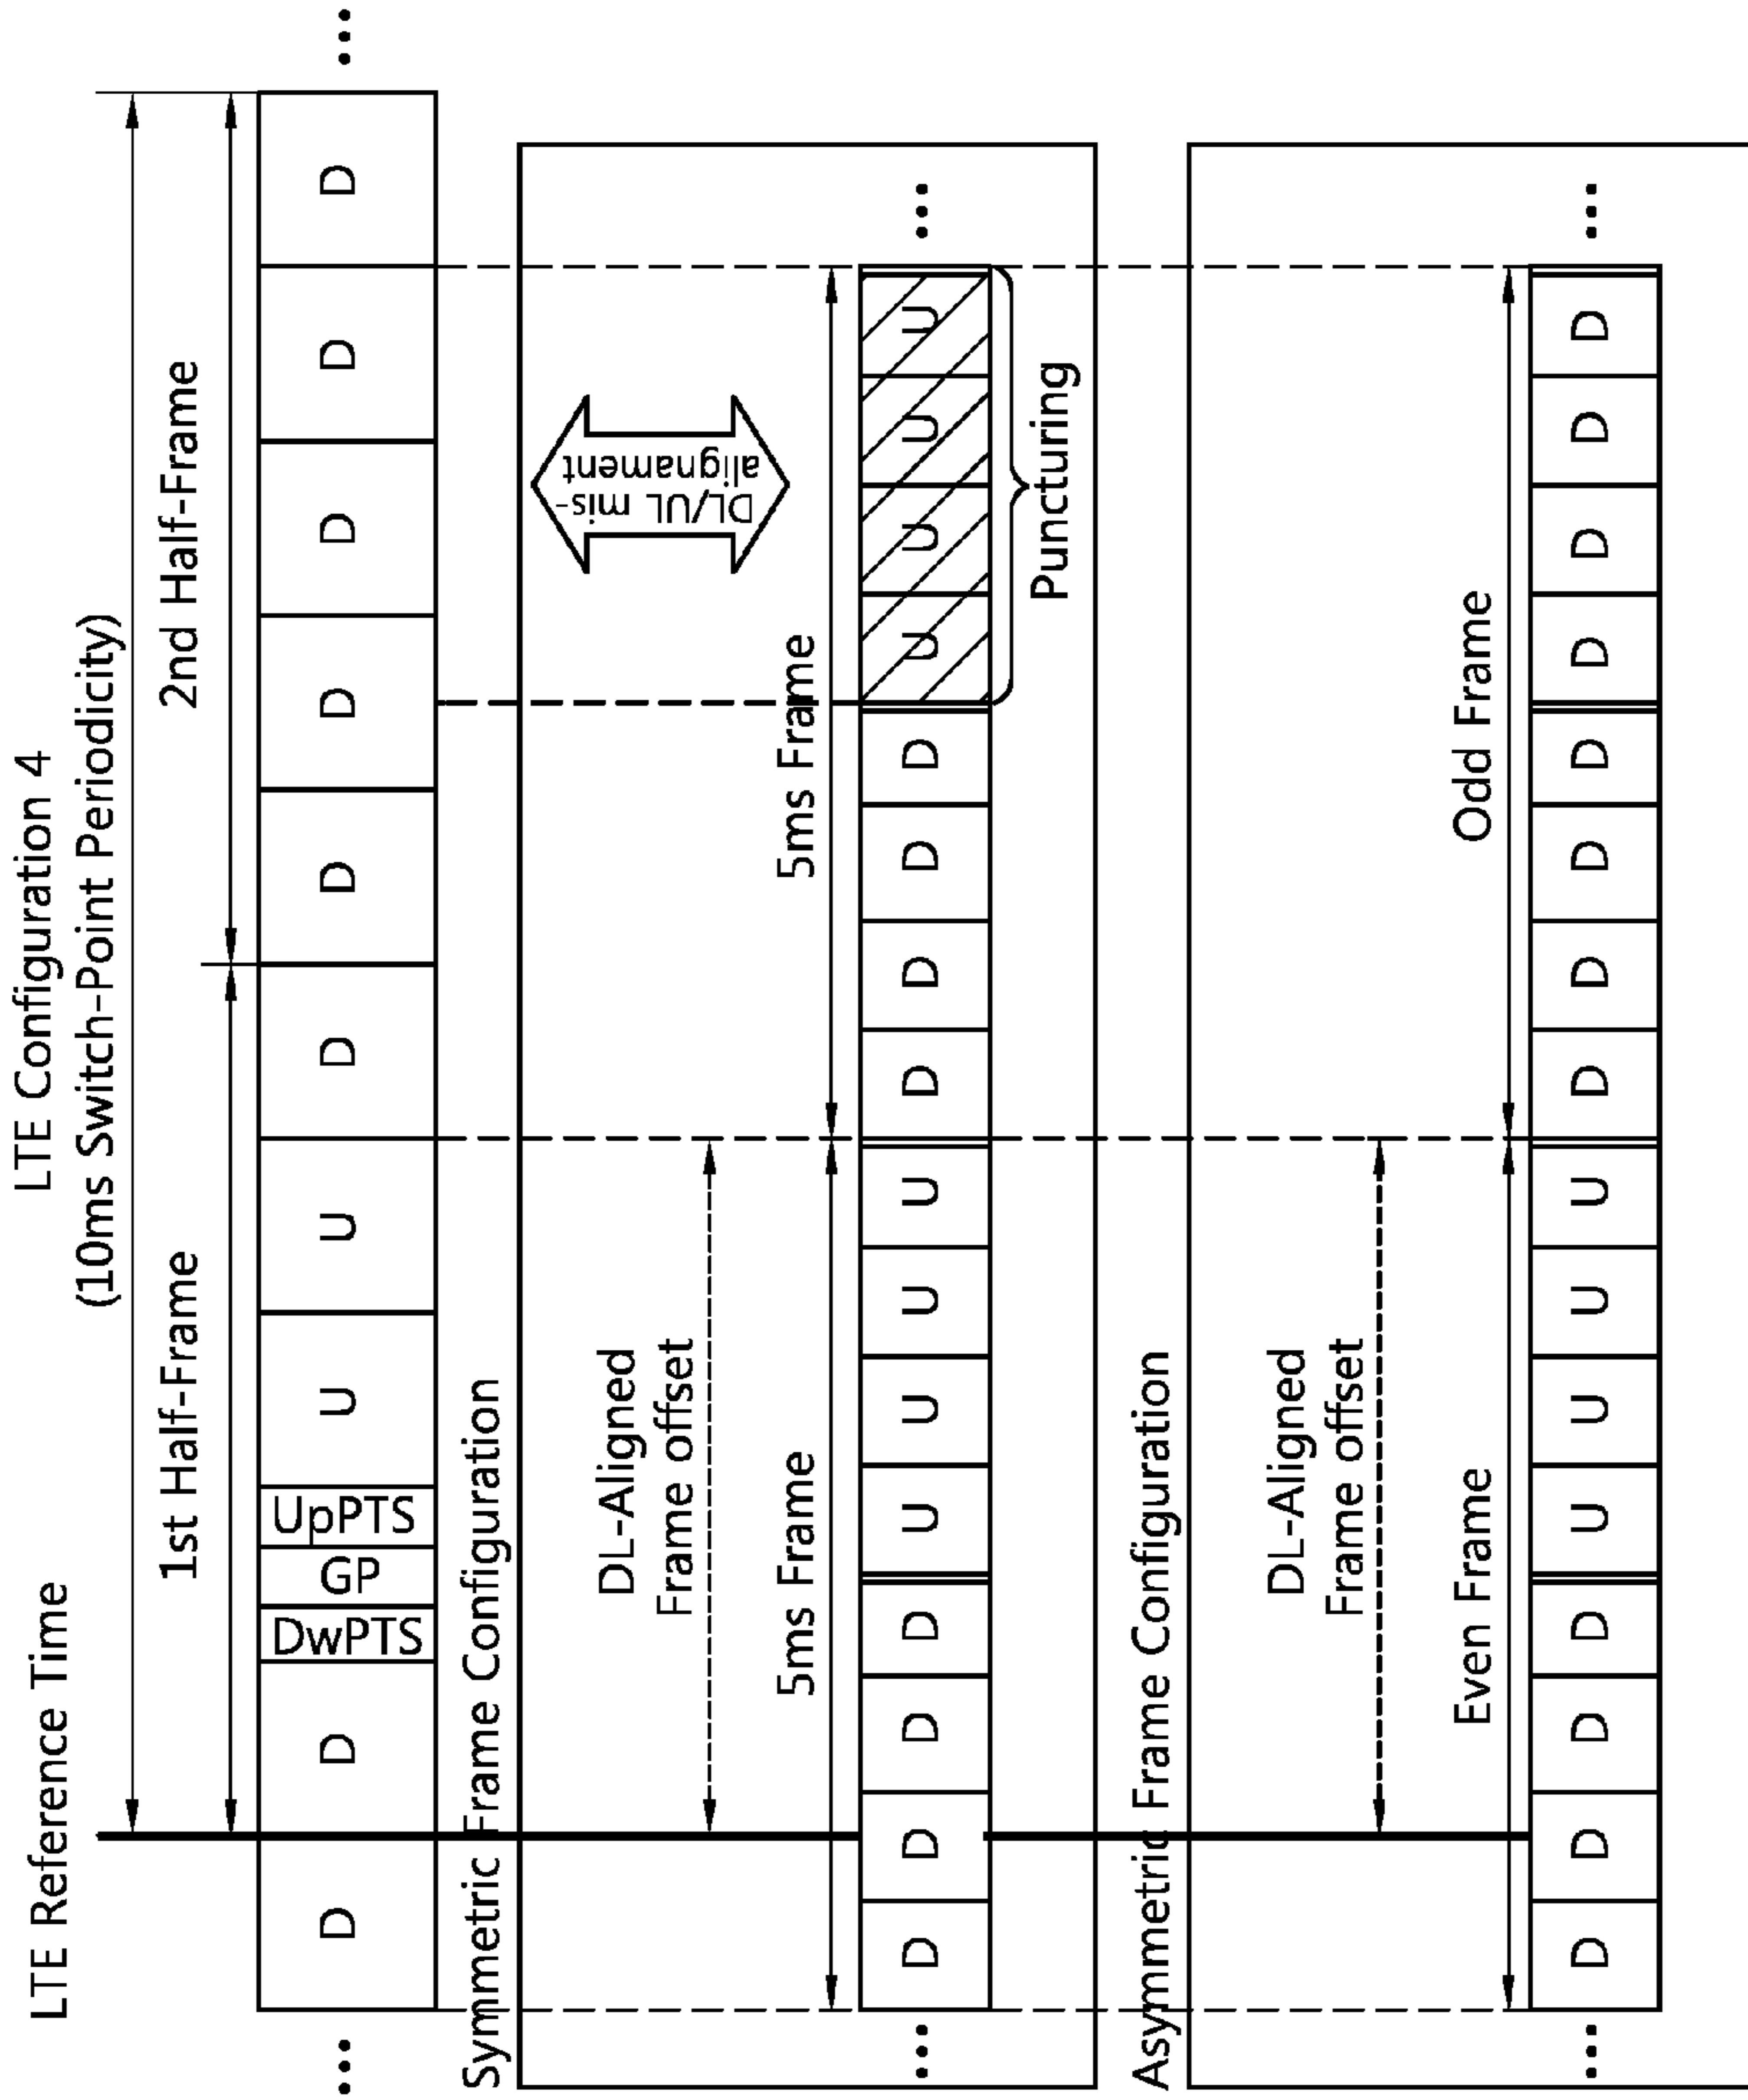 LTE Configuration 4
LTE Reference Time
(10ms Switch-Point Periodicity)
1st Half-Frame 2nd Half-Frame
... D D DwPTS GP UpPTS U U D D D D D D ...
Symmetric Frame Configuration
DL-Aligned
Frame offset
DL/UL mis-
alignament
5ms Frame 5ms Frame
... D D D D U U U U D D D D U U U U ...
Puncturing
Asymmetric Frame Configuration
DL-Aligned
Frame offset
Even Frame Odd Frame
... D D D D U U U U D D D D D D D D ...